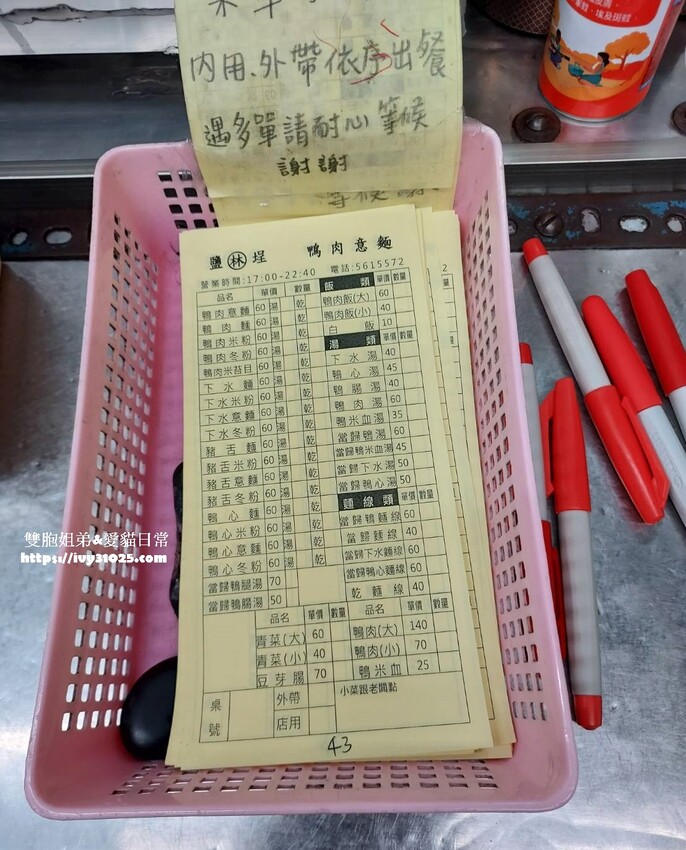 內用、外帶依序出餐
遇多單請耐心等候
謝謝
等候謝
鹽林埕 鴨肉意麵
營業時間:17:00-22:40 電話:5615572
品名 單價 數量
鴨肉意麵 60 湯 乾
鴨肉麵 60 湯 乾
鴨肉米粉 60 湯 乾
鴨肉冬粉 60 湯 乾
鴨肉米苔目 60 湯 乾
下水麵 60 湯 乾
下水米粉 60 湯 乾
下水意麵 60 湯 乾
下水冬粉 60 湯 乾
豬舌麵 60 湯 乾
豬舌米粉 60 湯 乾
豬舌意麵 60 湯 乾
豬舌冬粉 60 湯 乾
鴨心麵 60 湯 乾
鴨心米粉 60 湯 乾
鴨心意麵 60 湯 乾
鴨心冬粉 60 湯 乾
當歸鴨腿湯 70
當歸鴨腸湯 50
飯類 單價 數量
鴨肉飯(大) 60
鴨肉飯(小) 40
白飯 10
湯類 單價 數量
下水湯 40
鴨心湯 45
鴨腸湯 40
鴨肉湯 60
鴨米血湯 35
當歸鴨湯 60
當歸鴨米血湯 45
當歸下水湯 50
當歸鴨心湯 50
麵線類 單價 數量
當歸鴨麵線 60
當歸麵線 40
當歸下水麵線 60
當歸鴨心麵線 60
乾麵線 40
品名 單價 數量 品名 單價 數量
青菜(大) 60 鴨肉(大) 140
青菜(小) 40 鴨肉(小) 70
豆芽腸 70 鴨米血 25
桌號 外帶 店用 小菜跟老闆點
43
雙胞姐弟&愛貓日常
https://ivy31025.com